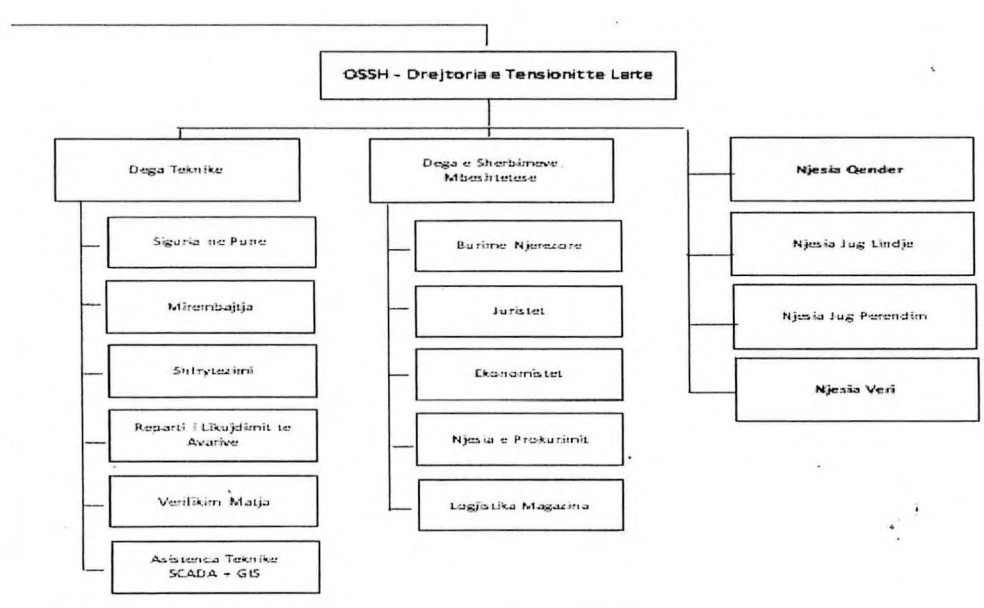 OSSH - Drejtoria e Tensionit te Larte
Dega Teknike
Siguria ne Pune
Mirembajtja
Shfrytezimi
Reparti i Likujdimit te
Avarive
Verifikim Matja
Asistenca Teknike
SCADA + GIS
Dega e Sherbimeve
Mbeshtetese
Burime Njerezore
Juristet
Ekonomistet
Njesia e Prokurimit
Logjistika Magazina
Njesia Qender
Njesia Jug Lindje
Njesia Jug Perendim
Njesia Veri